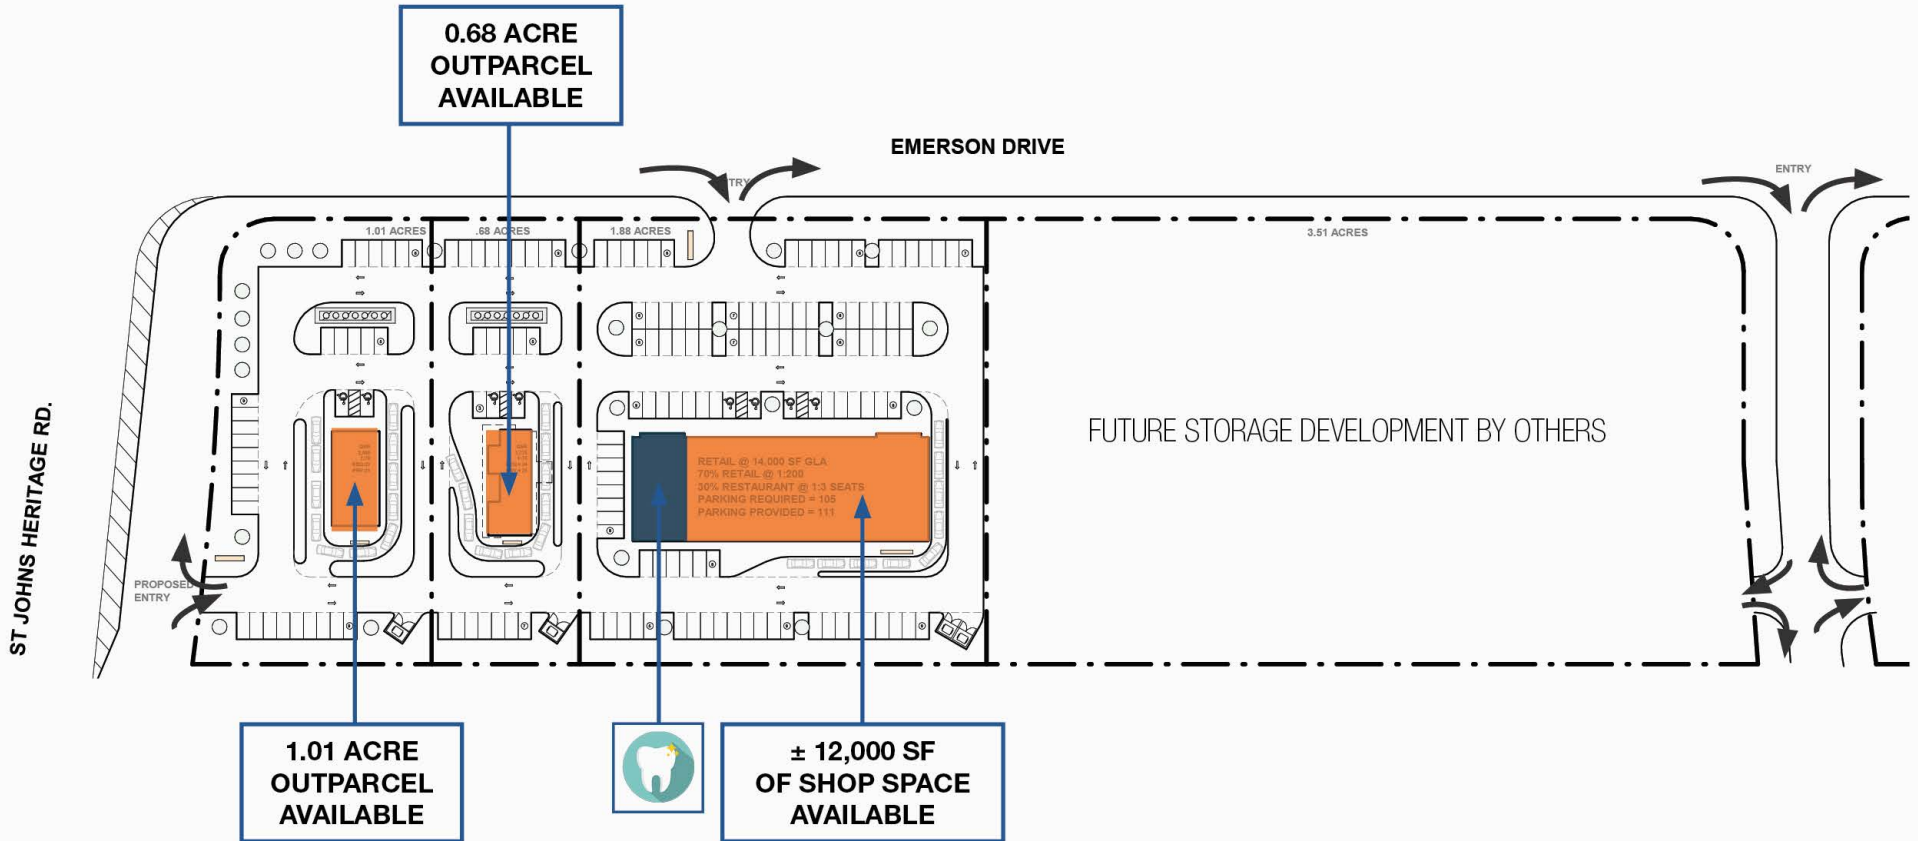 0.68 ACRE
OUTPARCEL
AVAILABLE
EMERSON DRIVE
ENTRY
1.01 ACRES
.68 ACRES
1.88 ACRES
3.51 ACRES
ST JOHNS HERITAGE RD.
FUTURE STORAGE DEVELOPMENT BY OTHERS
RETAIL @ 14,000 SF GLA
70% RETAIL @ 1:200
30% RESTAURANT @ 1:3 SEATS
PARKING REQUIRED = 105
PARKING PROVIDED = 111
PROPOSED
ENTRY
1.01 ACRE
OUTPARCEL
AVAILABLE
± 12,000 SF
OF SHOP SPACE
AVAILABLE